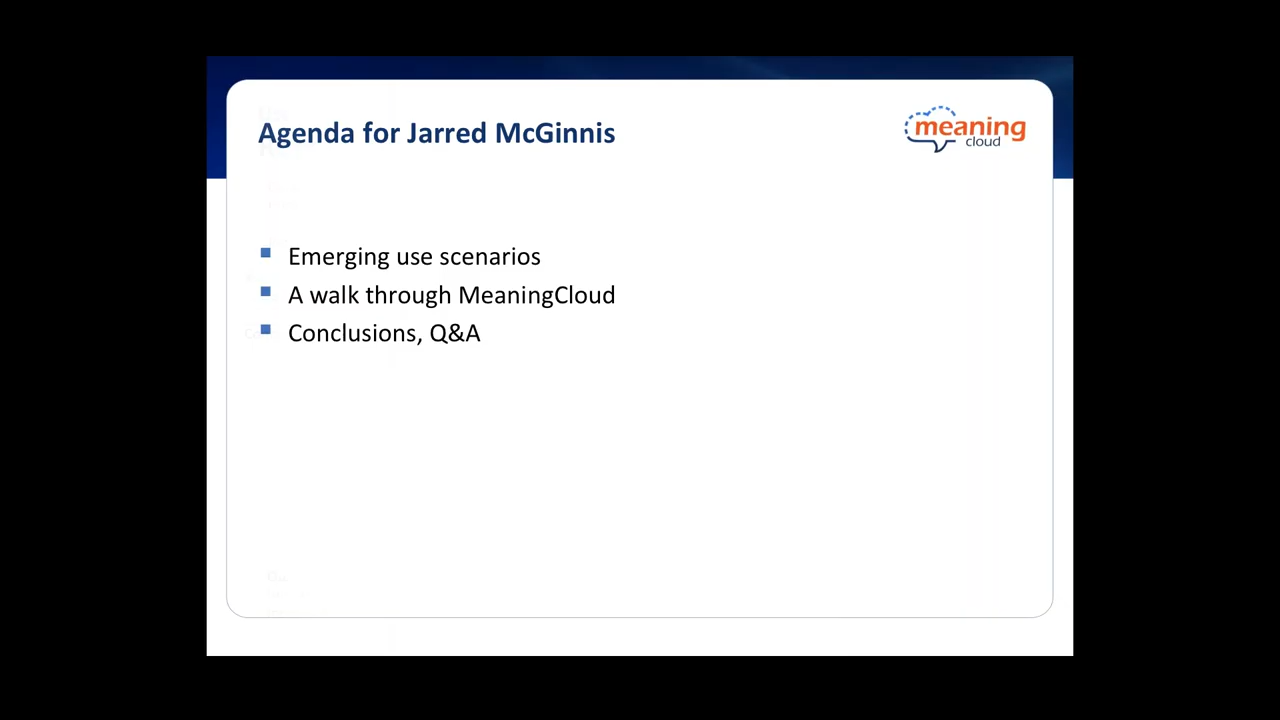 Agenda for Jarred McGinnis
meaning
cloud
Emerging use scenarios
A walk through MeaningCloud
Conclusions, Q&A